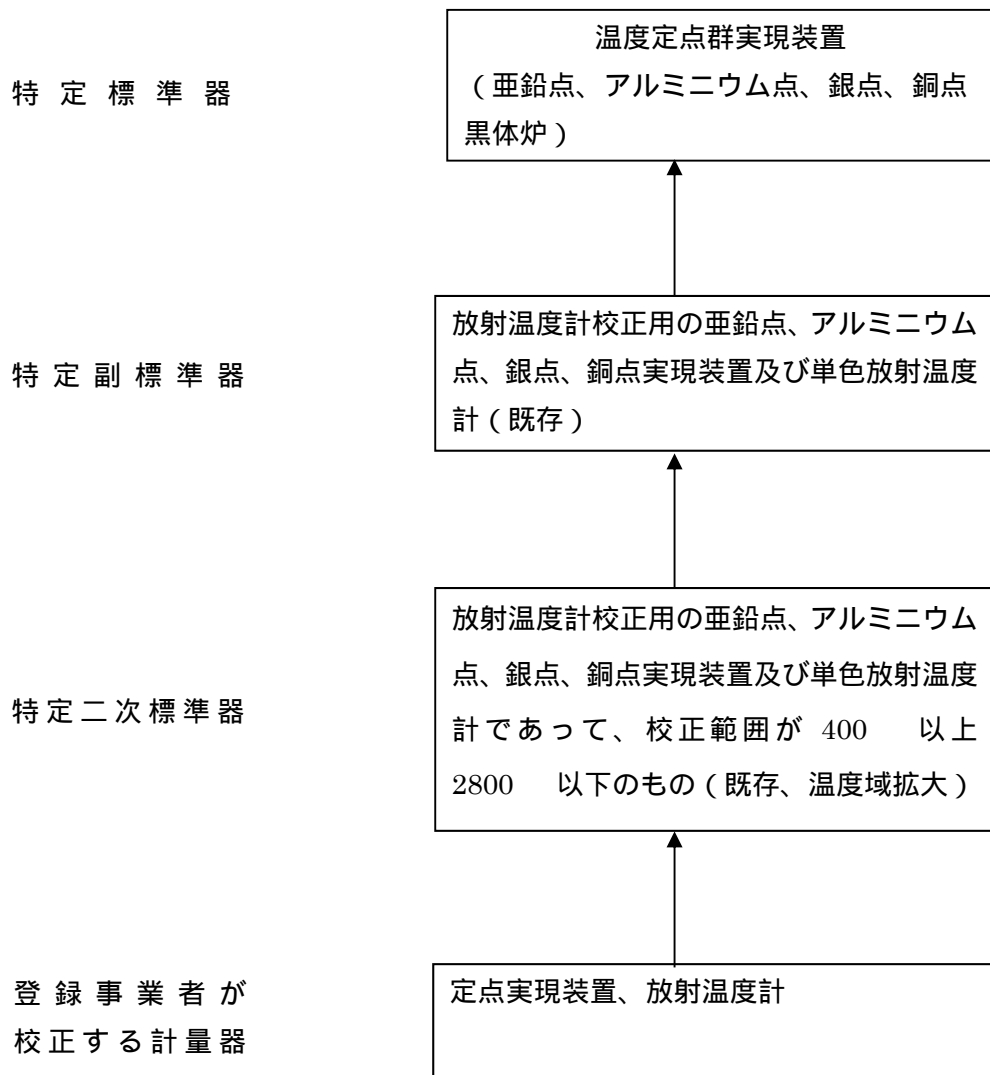 特定標準器
温度定点群実現装置
（亜鉛点、アルミニウム点、銀点、銅点
黒体炉）
特定副標準器
放射温度計校正用の亜鉛点、アルミニウム
点、銀点、銅点実現装置及び単色放射温度
計（既存）
特定二次標準器
放射温度計校正用の亜鉛点、アルミニウム
点、銀点、銅点実現装置及び単色放射温度
計であって、校正範囲が 400　以上
2800　以下のもの（既存、温度域拡大）
登録事業者が
校正する計量器
定点実現装置、放射温度計